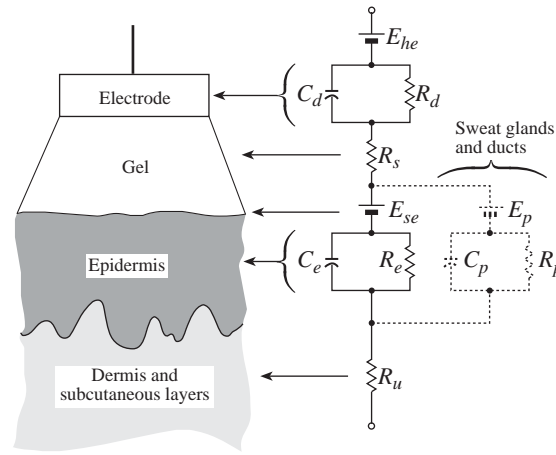 E_he
Electrode
C_d
R_d
Sweat glands
and ducts
Gel
R_s
E_se
E_p
Epidermis
C_e
R_e
C_p
Dermis and
subcutaneous layers
R_u